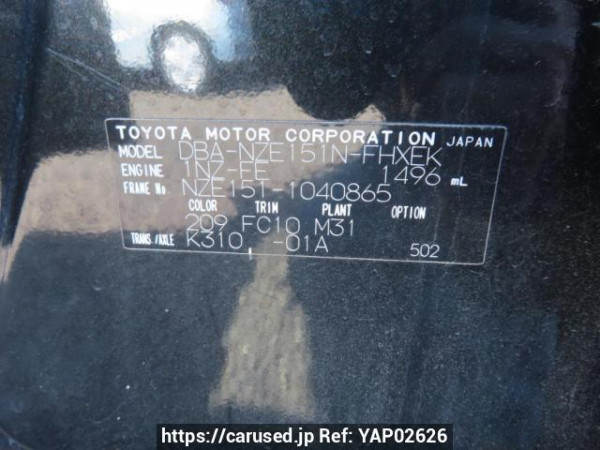 TOYOTA MOTOR CORPORATION JAPAN
MODEL DBA-NZE151N-FHXEK
ENGINE 1NZ-FE 1496 mL
FRAME No. NZE151-1040865
COLOR TRIM PLANT OPTION
209 FC10 M31
TRANS./AXLE K310, -01A 502
https://carused.jp Ref: YAP02626